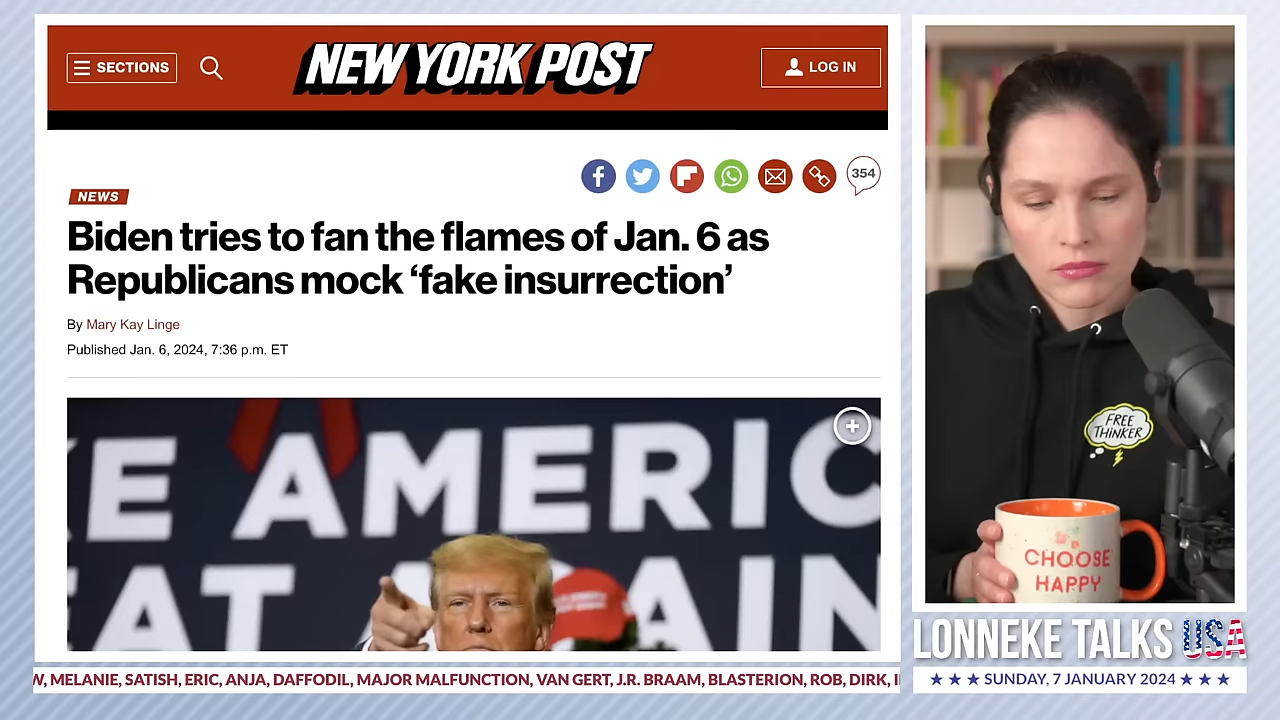 SECTIONS
NEW YORK POST
LOG IN
354
NEWS
Biden tries to fan the flames of Jan. 6 as
Republicans mock ‘fake insurrection’
By Mary Kay Linge
Published Jan. 6, 2024, 7:36 p.m. ET
KE AMERIC
EAT AGAIN
FREE
THINKER
CHOOSE
HAPPY
LONNEKE TALKS USA
MELANIE, SATISH, ERIC, ANJA, DAFFODIL, MAJOR MALFUNCTION, VAN GERT, J.R. BRAAM, BLASTERION, ROB, DIRK,
★ ★ ★ SUNDAY, 7 JANUARY 2024 ★ ★ ★